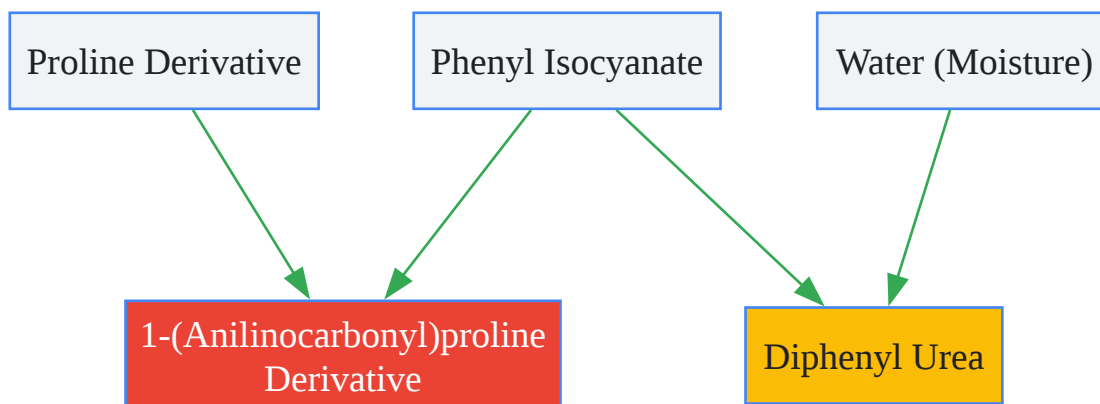 Proline Derivative
Phenyl Isocyanate
Water (Moisture)
1-(Anilinocarbonyl)proline
Derivative
Diphenyl Urea